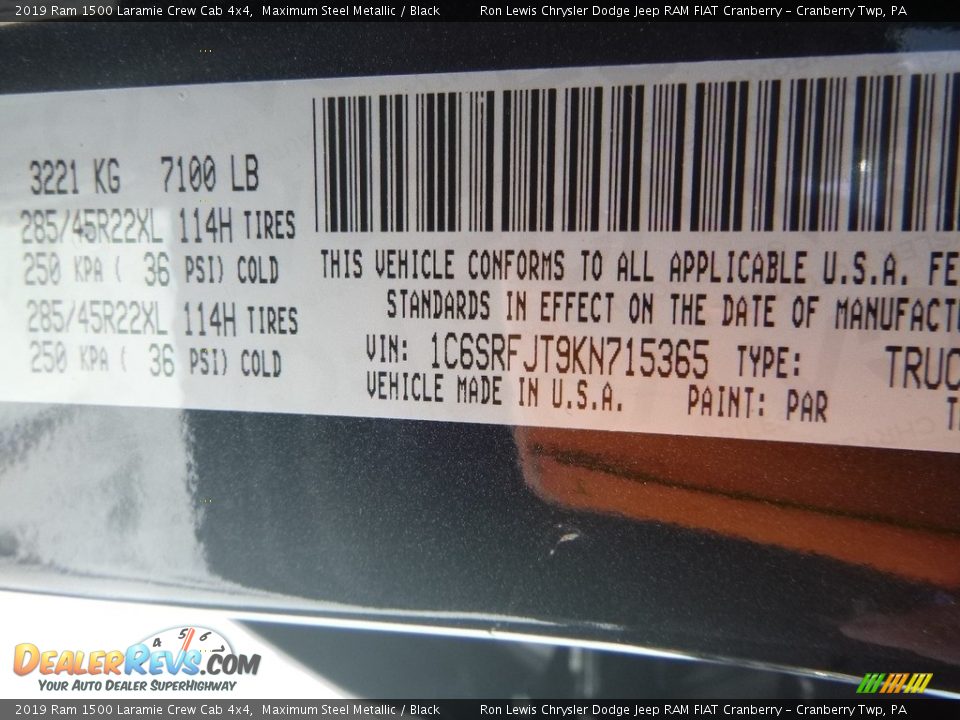 2019 Ram 1500 Laramie Crew Cab 4x4, Maximum Steel Metallic / Black Ron Lewis Chrysler Dodge Jeep RAM FIAT Cranberry - Cranberry Twp, PA
3221 KG 7100 LB
285/45R22XL 114H TIRES
250 KPA ( 36 PSI) COLD
285/45R22XL 114H TIRES
250 KPA ( 36 PSI) COLD
THIS VEHICLE CONFORMS TO ALL APPLICABLE U.S.A. FE
STANDARDS IN EFFECT ON THE DATE OF MANUFACTU
VIN: 1C6SRFJT9KN715365 TYPE: TRUC
VEHICLE MADE IN U.S.A. PAINT: PAR
4 5 6
DEALERREVS.COM
YOUR AUTO DEALER SUPERHIGHWAY
2019 Ram 1500 Laramie Crew Cab 4x4, Maximum Steel Metallic / Black Ron Lewis Chrysler Dodge Jeep RAM FIAT Cranberry - Cranberry Twp, PA